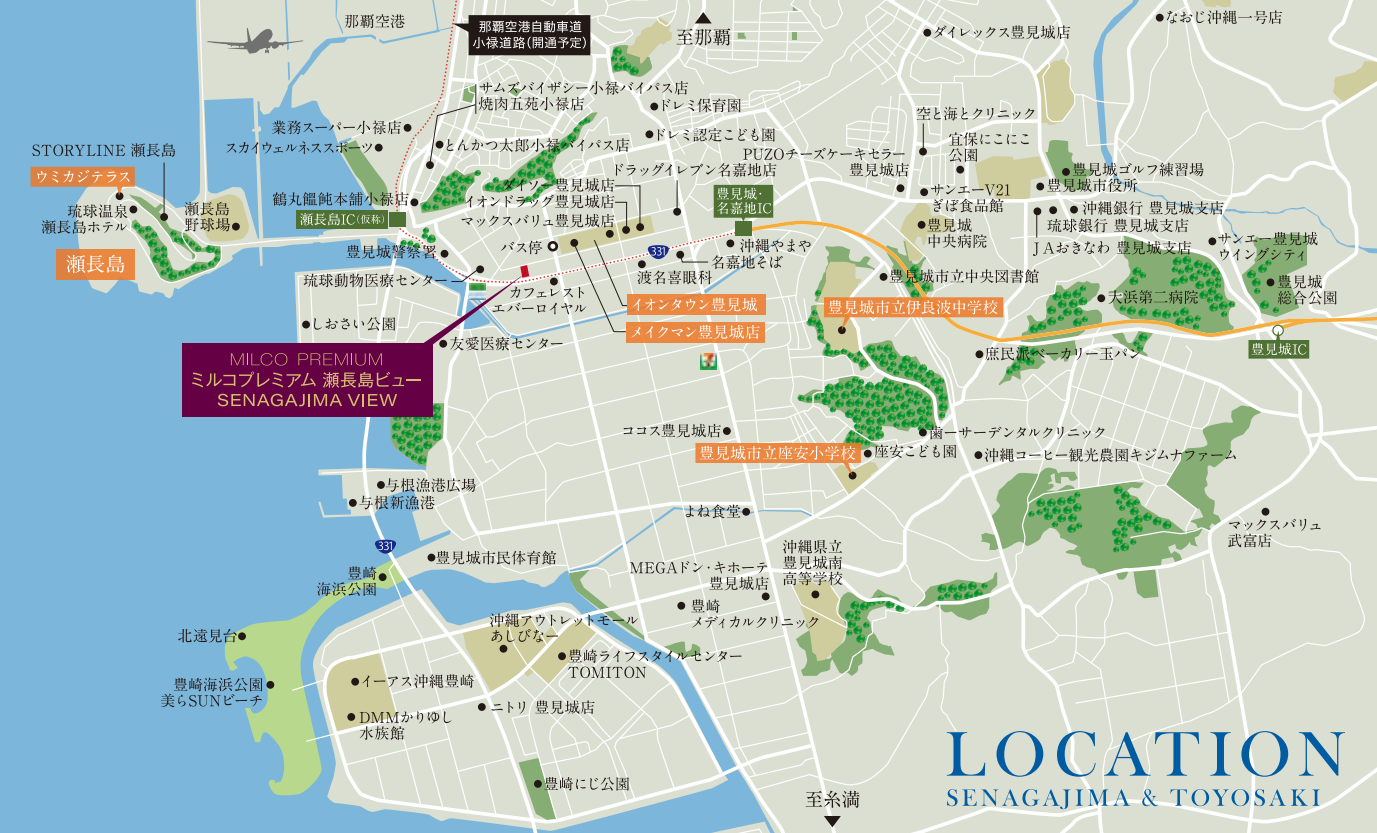 那覇空港
那覇空港自動車道
小禄道路(開通予定)
至那覇
なおじ沖縄一号店
ダイレックス豊見城店
サムズバイザシー小禄バイパス店
焼肉五苑小禄店
ドレミ保育園
空と海とクリニック
業務スーパー小禄店
スカイウェルネススポーツ
とんかつ太郎小禄バイパス店
ドレミ認定こども園
宜保にこにこ
公園
STORYLINE 瀬長島
ウミカジテラス
PUZOチーズケーキセラー
豊見城店
ドラッグイレブン名嘉地店
豊見城ゴルフ練習場
豊見城市役所
ダイソー豊見城店
イオンドラッグ豊見城店
マックスバリュ豊見城店
豊見城・
名嘉地IC
サンエーV21
ぎぼ食品館
鶴丸饂飩本舗小禄店
瀬長島IC(仮称)
琉球温泉
瀬長島ホテル
瀬長島
野球場
沖縄銀行 豊見城支店
琉球銀行 豊見城支店
JAおきなわ 豊見城支店
豊見城
中央病院
サンエー豊見城
ウイングシティ
瀬長島
豊見城警察署
バス停
331
沖縄やまや
名嘉地そば
渡名喜眼科
琉球動物医療センター
豊見城市立中央図書館
豊見城
総合公園
カフェレスト
エバーロイヤル
イオンタウン豊見城
メイクマン豊見城店
豊見城市立伊良波中学校
大浜第二病院
しおさい公園
友愛医療センター
庶民派ベーカリー玉パン
豊見城IC
MILCO PREMIUM
ミルコプレミアム 瀬長島ビュー
SENAGAJIMA VIEW
ココス豊見城店
歯一サーデンタルクリニック
豊見城市立座安小学校
座安こども園
沖縄コーヒー観光農園キジムナファーム
与根漁港広場
与根新漁港
まね食堂
マックスバリュ
武富店
331
豊見城市民体育館
沖縄県立
豊見城南
高等学校
豊崎
海浜公園
MEGAドン・キホーテ
豊見城店
豊崎
メディカルクリニック
沖縄アウトレットモール
あしびなー
北遠見台
豊崎ライフスタイルセンター
TOMITON
豊崎海浜公園
美らSUNビーチ
イーアス沖縄豊崎
ニトリ 豊見城店
DMMかりゆし
水族館
豊崎にじ公園
至糸満
LOCATION
SENAGAJIMA & TOYOSAKI